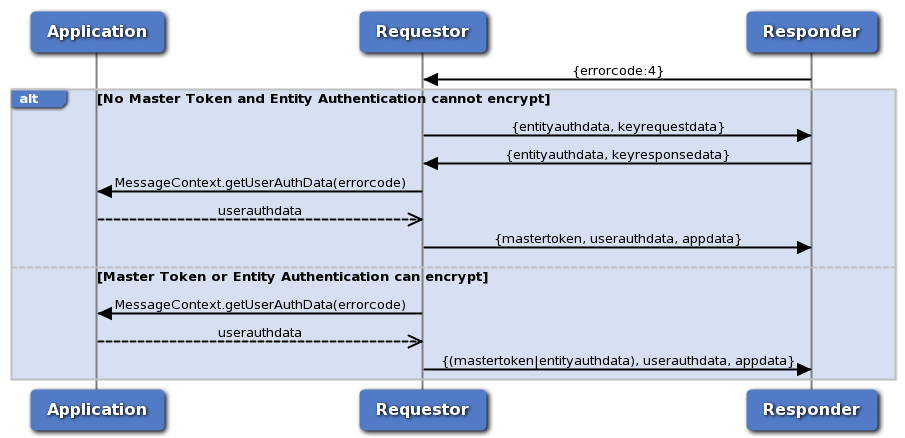 Application Requestor Responder
{errorcode:4}
alt [No Master Token and Entity Authentication cannot encrypt]
{entityauthdata, keyrequestdata}
{entityauthdata, keyresponsedata}
MessageContext.getUserAuthData(errorcode)
userauthdata
{mastertoken, userauthdata, appdata}
[Master Token or Entity Authentication can encrypt]
MessageContext.getUserAuthData(errorcode)
userauthdata
{(mastertoken|entityauthdata), userauthdata, appdata}
Application Requestor Responder